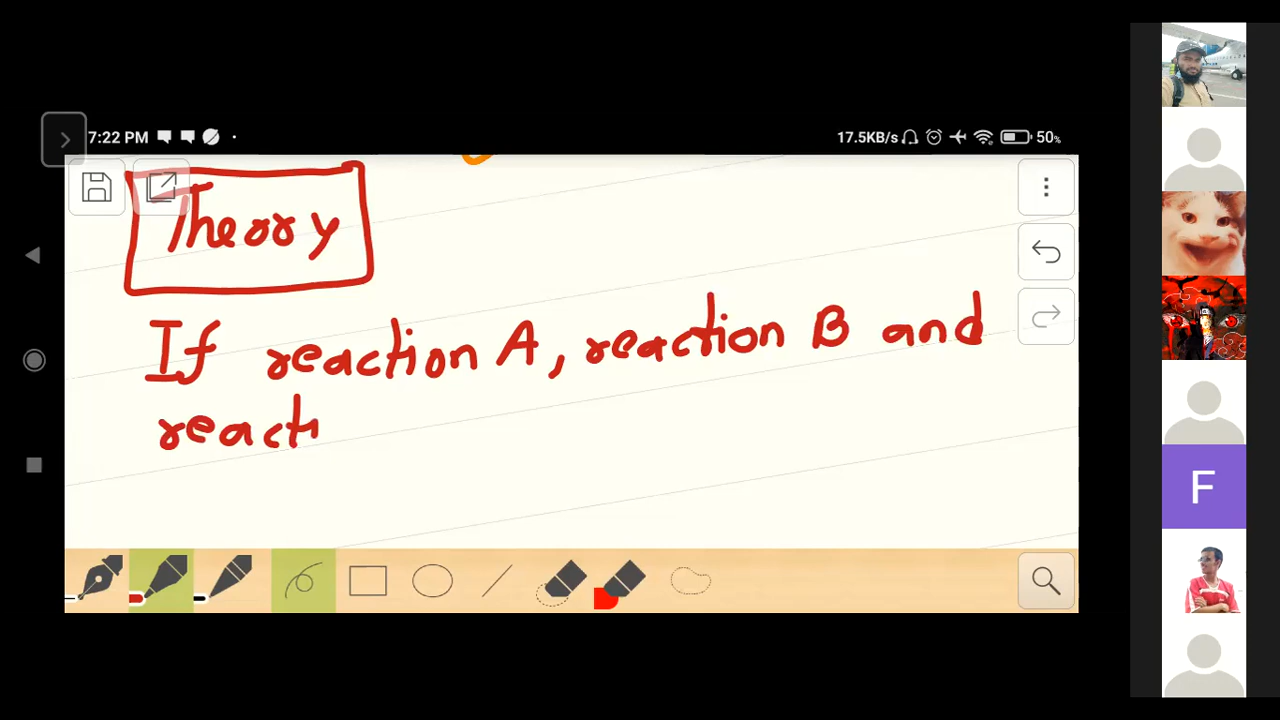 7:22 PM
17.5KB/s 50%
Theory
If reaction A, reaction B and
react
F